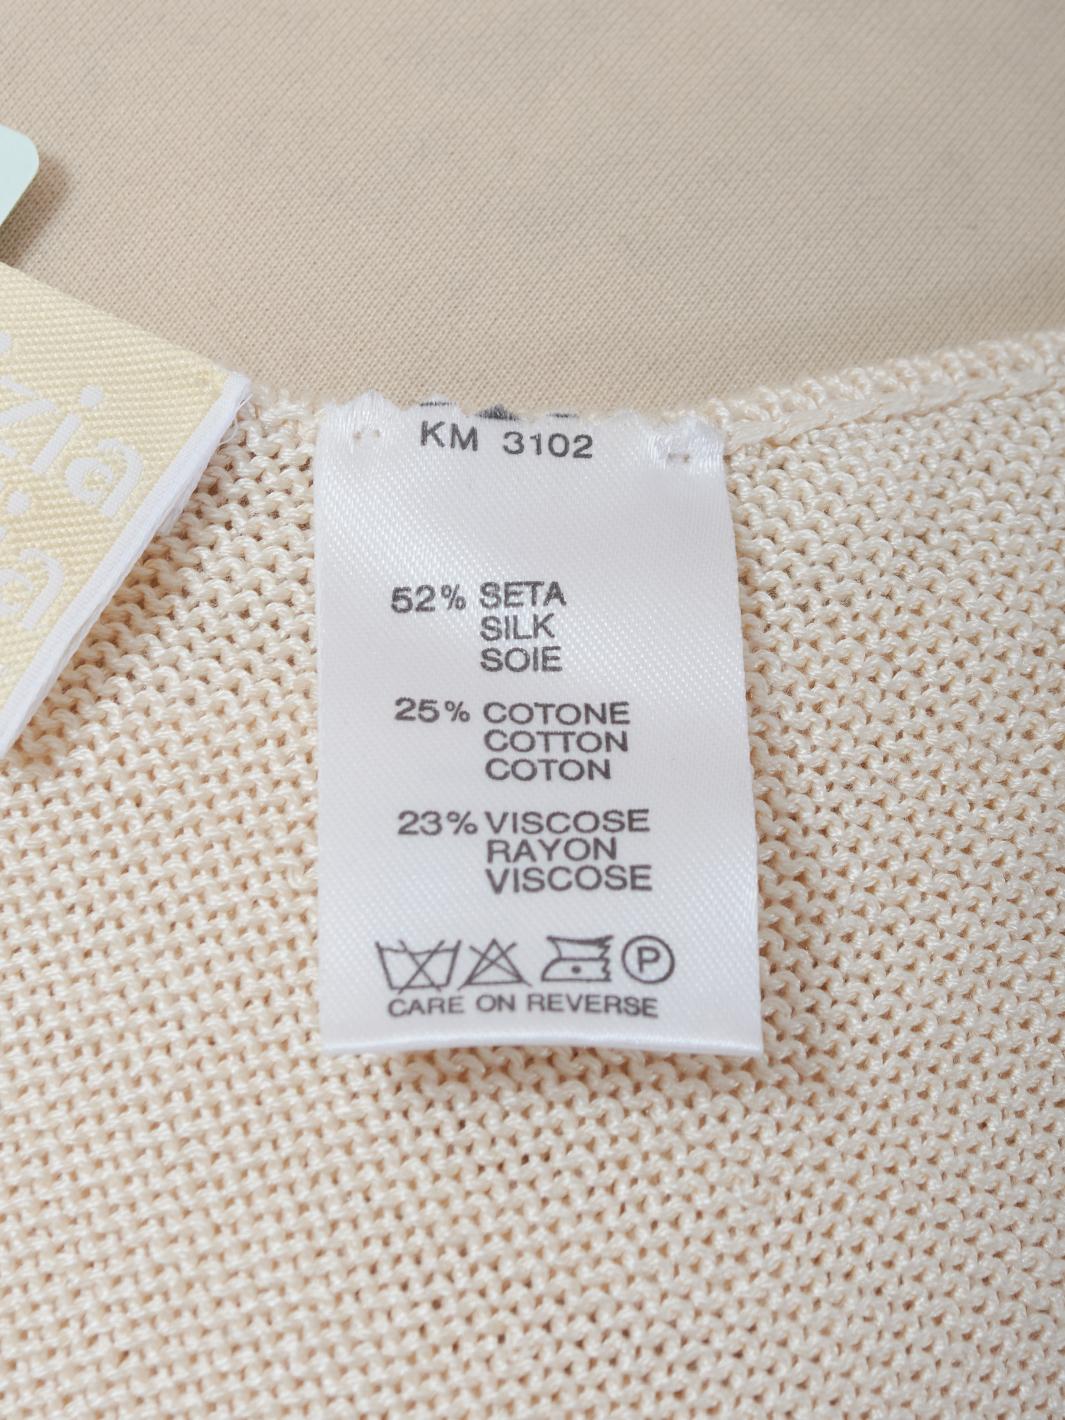 KM 3102
52% SETA
SILK
SOIE
25% COTONE
COTTON
COTON
23% VISCOSE
RAYON
VISCOSE
P
CARE ON REVERSE